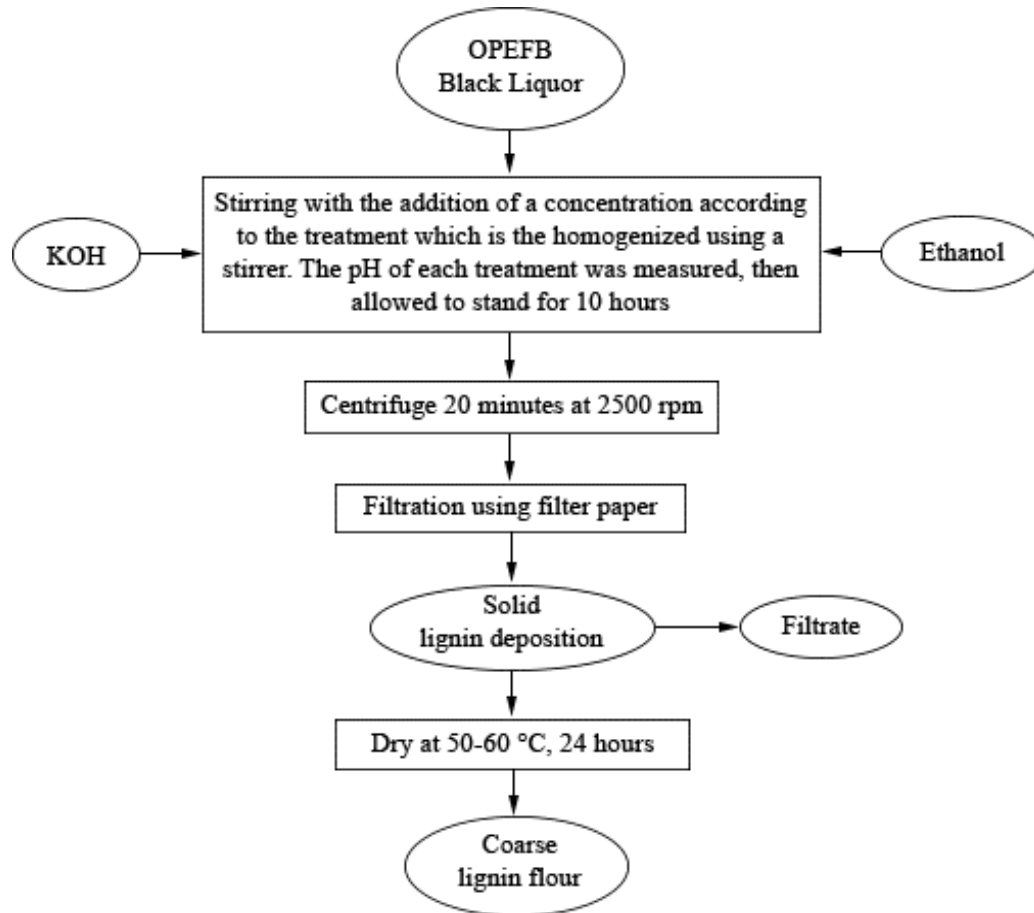 OPEFB
Black Liquor
Stirring with the addition of a concentration according
to the treatment which is the homogenized using a
stirrer. The pH of each treatment was measured, then
allowed to stand for 10 hours
KOH
Ethanol
Centrifuge 20 minutes at 2500 rpm
Filtration using filter paper
Solid
lignin deposition
Filtrate
Dry at 50-60 °C, 24 hours
Coarse
lignin flour